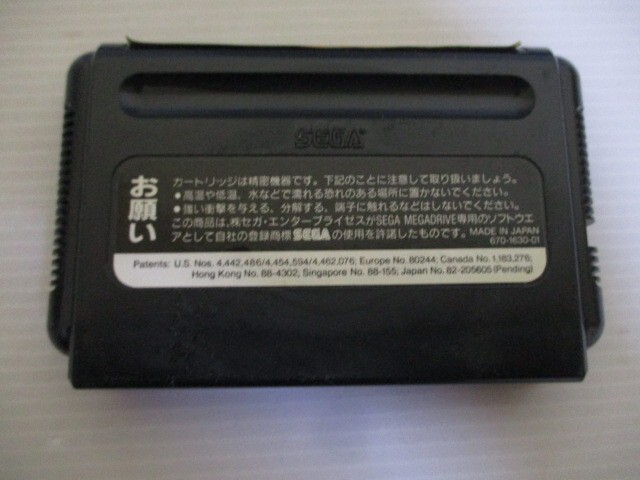 SEGA
お願い
カートリッジは精密機器です。下記のことに注意して取り扱いましょう。
●高温や低温、水などで濡れる恐れのある場所に置かないでください。
●強い衝撃を与える、分解する、端子に触れるなどはしないでください。
この商品は、株セガ・エンタープライゼスがSEGA MEGADRIVE専用のソフトウエ
アとして自社の登録商標SEGAの使用を許諾したものです。 MADE IN JAPAN
670-1630-01
Patents: U.S. Nos. 4,442,486/4,454,594/4,462,076; Europe No. 80244; Canada No. 1,183,276;
Hong Kong No. 88-4302; Singapore No. 88-155; Japan No. 82-205605 (Pending)